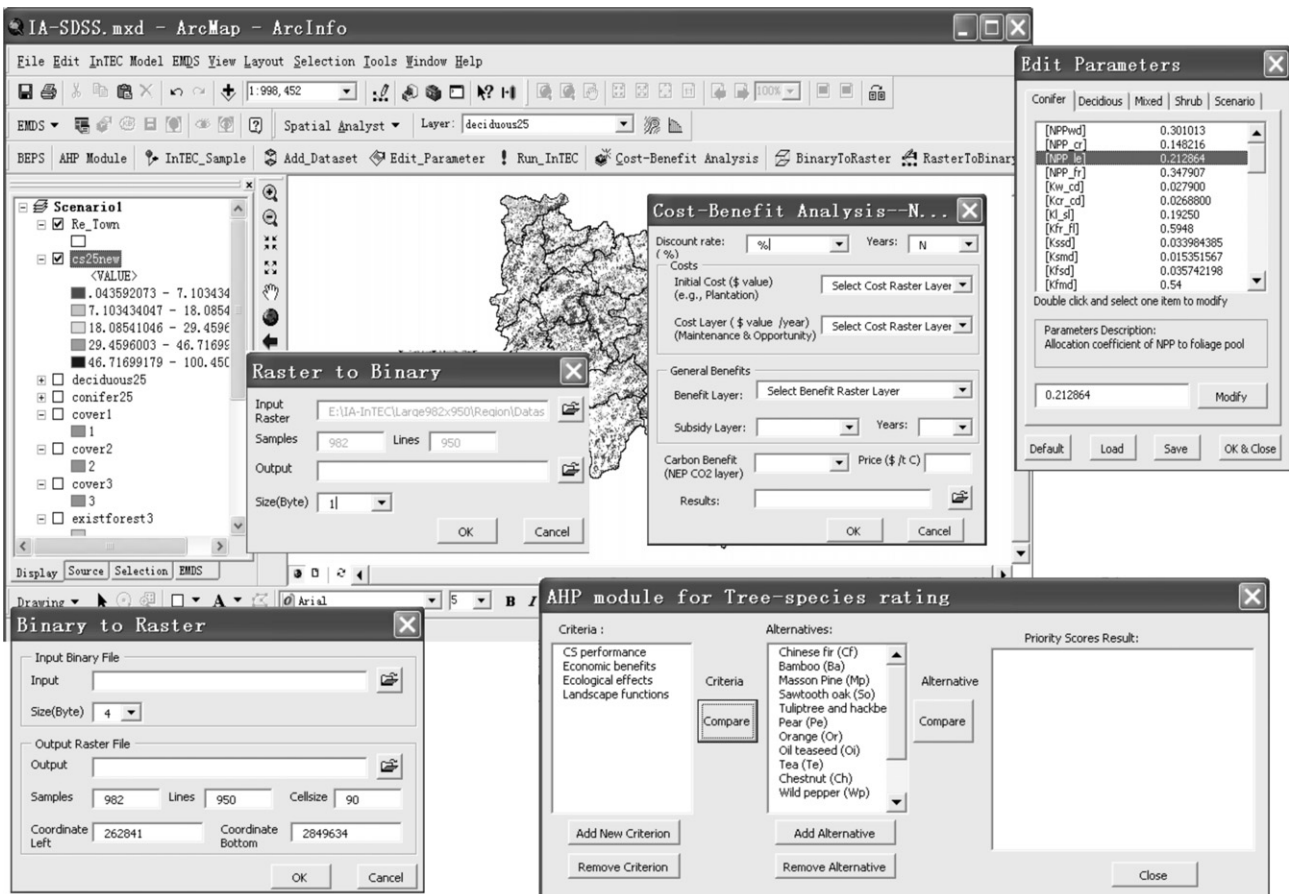 IA-SDSS.mxd - ArcMap - ArcInfo
File Edit InTEC Model EMDS View Layout Selection Tools Window Help
1:998,452
100%
EMDS
Spatial Analyst
Layer: deciduous25
BEPS AHP Module InTEC_Sample Add_Dataset Edit_Parameter Run_InTEC Cost-Benefit Analysis BinaryToRaster RasterToBinary
Scenario1
Re_Town
cs25new
<VALUE>
.043592073 - 7.103434
7.103434047 - 18.0854
18.08541046 - 29.4596
29.4596003 - 46.71699
46.71699179 - 100.450
deciduous25
conifer25
cover1
1
cover2
2
cover3
3
existforest3
Display Source Selection EMDS
Drawing
A
Arial
5
B I
Edit Parameters
Conifer Decidious Mixed Shrub Scenario
[NPPwd] 0.301013
[NPP_cr] 0.148216
[NPP_le] 0.212864
[NPP_fr] 0.347907
[Kw_cd] 0.027900
[Kcr_cd] 0.0268800
[Kl_sl] 0.19250
[Kfr_fl] 0.5948
[Kssd] 0.033984385
[Ksmd] 0.015351567
[Kfsd] 0.035742198
[Kfmd] 0.54
Double click and select one item to modify
Parameters Description:
Allocation coefficient of NPP to foliage pool
0.212864
Modify
Default Load Save OK & Close
Cost-Benefit Analysis--N...
Discount rate: (%)
%
Years: N
Costs
Initial Cost ($ value)
(e.g., Plantation)
Select Cost Raster Layer
Cost Layer ( $ value /year)
(Maintenance & Opportunity)
Select Cost Raster Layer
General Benefits
Benefit Layer: Select Benefit Raster Layer
Subsidy Layer: Years:
Carbon Benefit
(NEP CO2 layer)
Price ($ /t C)
Results:
OK Cancel
Raster to Binary
Input Raster
E:\IA-InTEC\Large982x950\Region\Datas
Samples 982 Lines 950
Output
Size(Byte) 1
OK Cancel
Binary to Raster
Input Binary File
Input
Size(Byte) 4
Output Raster File
Output
Samples 982 Lines 950 Cellsize 90
Coordinate Left 262841 Coordinate Bottom 2849634
OK Cancel
AHP module for Tree-species rating
Criteria :
CS performance
Economic benefits
Ecological effects
Landscape functions
Criteria
Compare
Add New Criterion
Remove Criterion
Alternatives:
Chinese fir (Cf)
Bamboo (Ba)
Masson Pine (Mp)
Sawtooth oak (So)
Tuliptree and hackbe
Pear (Pe)
Orange (Or)
Oil teaseed (Oi)
Tea (Te)
Chestnut (Ch)
Wild pepper (Wp)
Alternative
Compare
Add Alternative
Remove Alternative
Priority Scores Result:
Close